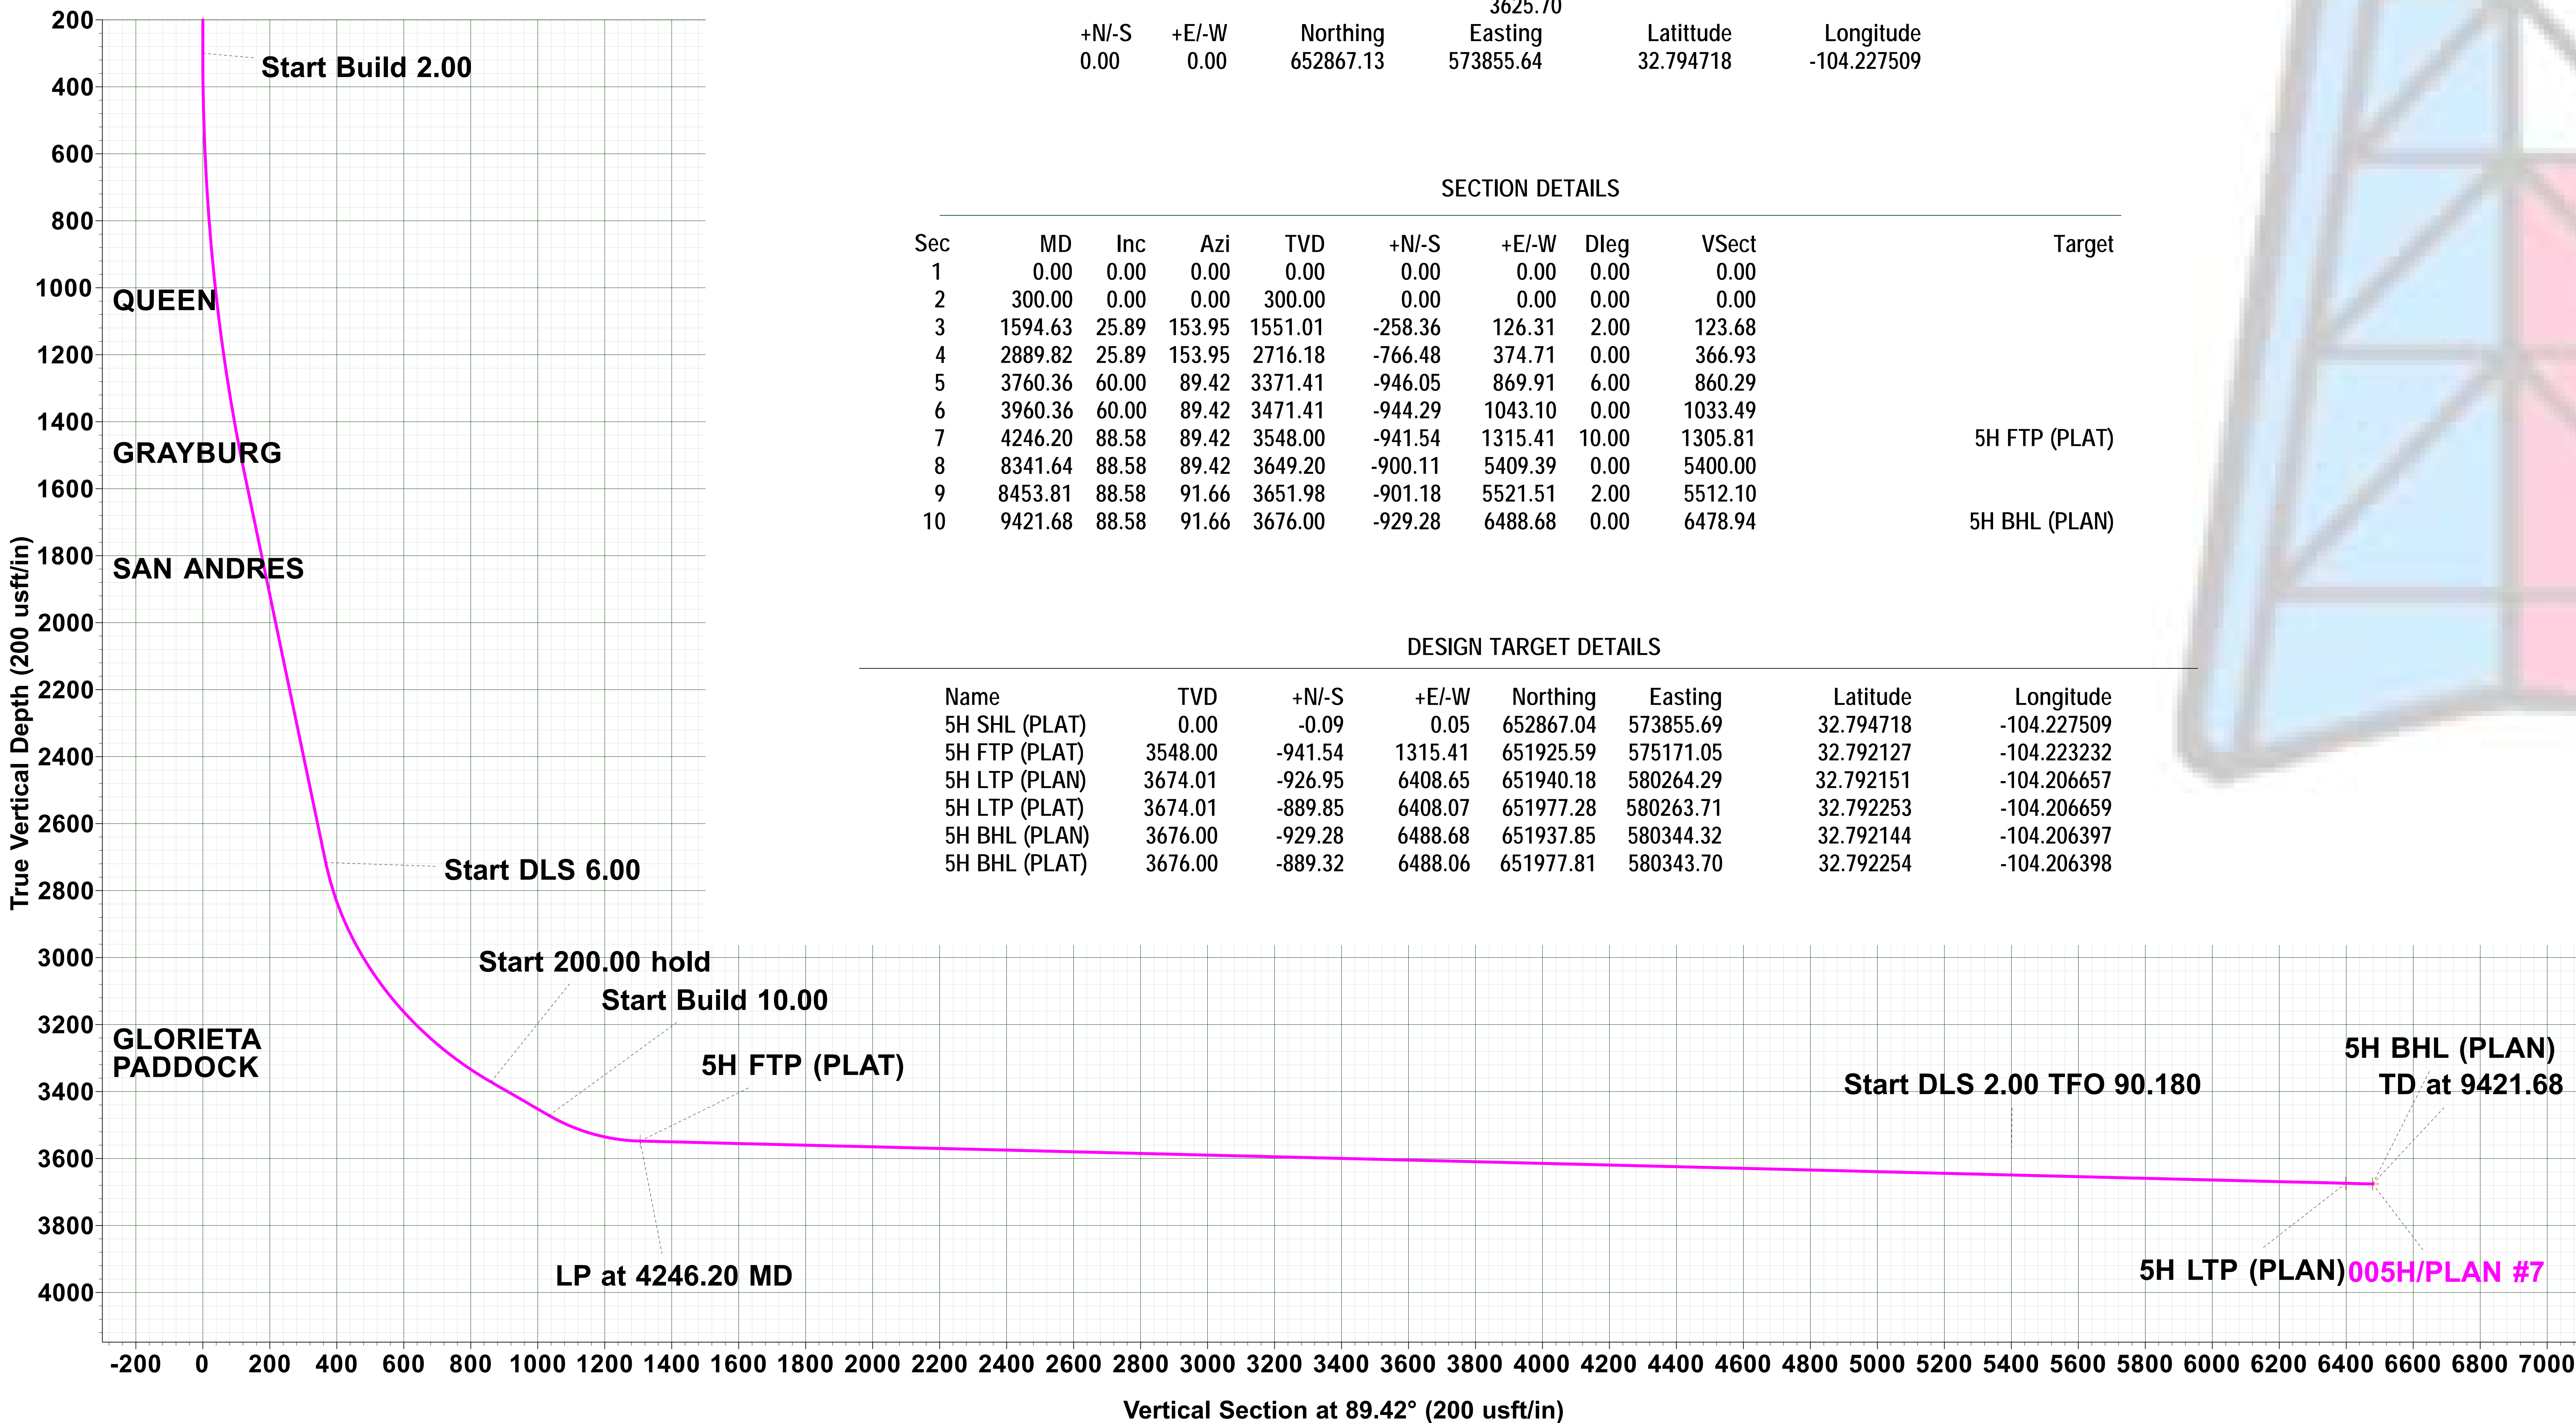 3625.70
+N/-S +E/-W Northing Easting Latittude Longitude
0.00 0.00 652867.13 573855.64 32.794718 -104.227509
SECTION DETAILS
Sec MD Inc Azi TVD +N/-S +E/-W Dleg VSect Target
1 0.00 0.00 0.00 0.00 0.00 0.00 0.00 0.00
2 300.00 0.00 0.00 300.00 0.00 0.00 0.00 0.00
3 1594.63 25.89 153.95 1551.01 -258.36 126.31 2.00 123.68
4 2889.82 25.89 153.95 2716.18 -766.48 374.71 0.00 366.93
5 3760.36 60.00 89.42 3371.41 -946.05 869.91 6.00 860.29
6 3960.36 60.00 89.42 3471.41 -944.29 1043.10 0.00 1033.49
7 4246.20 88.58 89.42 3548.00 -941.54 1315.41 10.00 1305.81 5H FTP (PLAT)
8 8341.64 88.58 89.42 3649.20 -900.11 5409.39 0.00 5400.00
9 8453.81 88.58 91.66 3651.98 -901.18 5521.51 2.00 5512.10
10 9421.68 88.58 91.66 3676.00 -929.28 6488.68 0.00 6478.94 5H BHL (PLAN)
DESIGN TARGET DETAILS
Name TVD +N/-S +E/-W Northing Easting Latitude Longitude
5H SHL (PLAT) 0.00 -0.09 0.05 652867.04 573855.69 32.794718 -104.227509
5H FTP (PLAT) 3548.00 -941.54 1315.41 651925.59 575171.05 32.792127 -104.223232
5H LTP (PLAN) 3674.01 -926.95 6408.65 651940.18 580264.29 32.792151 -104.206657
5H LTP (PLAT) 3674.01 -889.85 6408.07 651977.28 580263.71 32.792253 -104.206659
5H BHL (PLAN) 3676.00 -929.28 6488.68 651937.85 580344.32 32.792144 -104.206397
5H BHL (PLAT) 3676.00 -889.32 6488.06 651977.81 580343.70 32.792254 -104.206398
True Vertical Depth (200 usft/in)
200
400
600
800
1000
1200
1400
1600
1800
2000
2200
2400
2600
2800
3000
3200
3400
3600
3800
4000
Start Build 2.00
QUEEN
GRAYBURG
SAN ANDRES
Start DLS 6.00
Start 200.00 hold
Start Build 10.00
GLORIETA
PADDOCK
5H FTP (PLAT)
5H BHL (PLAN)
Start DLS 2.00 TFO 90.180
TD at 9421.68
LP at 4246.20 MD
5H LTP (PLAN)
005H/PLAN #7
-200 0 200 400 600 800 1000 1200 1400 1600 1800 2000 2200 2400 2600 2800 3000 3200 3400 3600 3800 4000 4200 4400 4600 4800 5000 5200 5400 5600 5800 6000 6200 6400 6600 6800 7000
Vertical Section at 89.42° (200 usft/in)